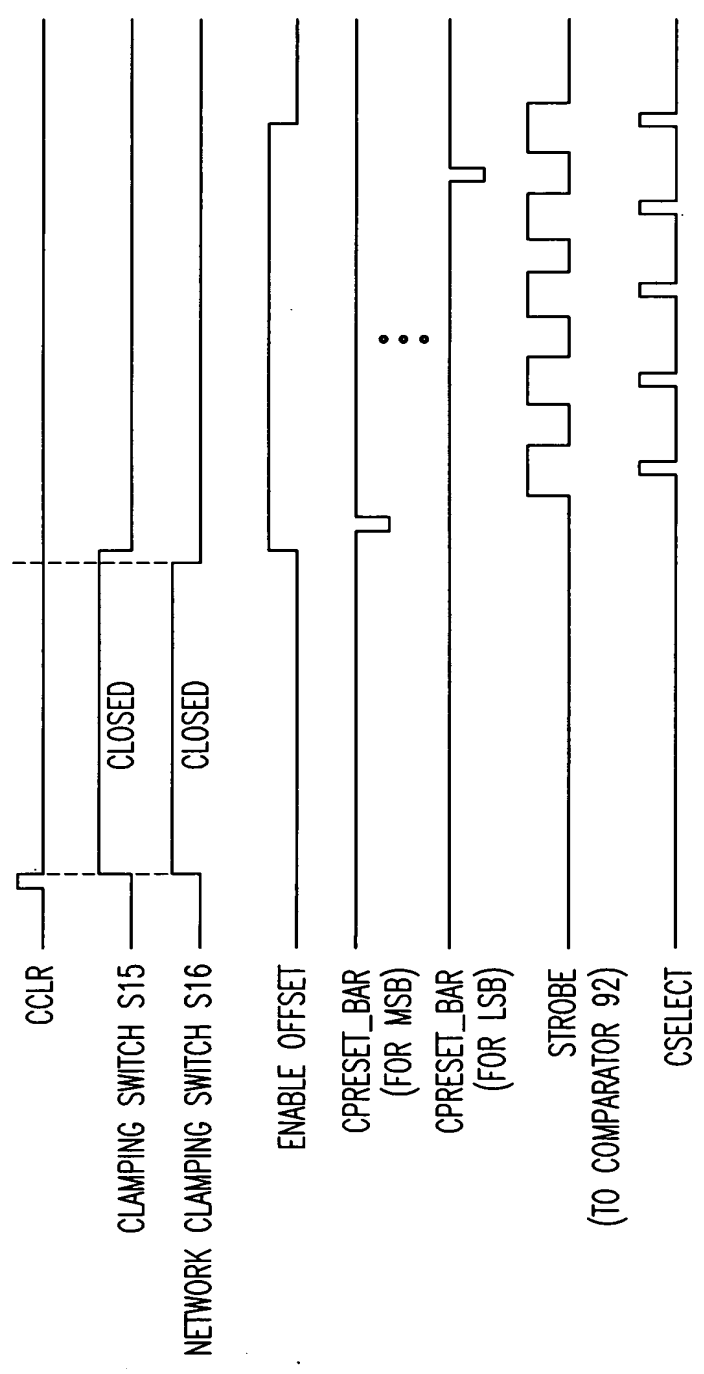 CCLR
CLAMPING SWITCH S15
CLOSED
NETWORK CLAMPING SWITCH S16
CLOSED
ENABLE OFFSET
CPRESET_BAR
(FOR MSB)
CPRESET_BAR
(FOR LSB)
STROBE
(TO COMPARATOR 92)
CSELECT